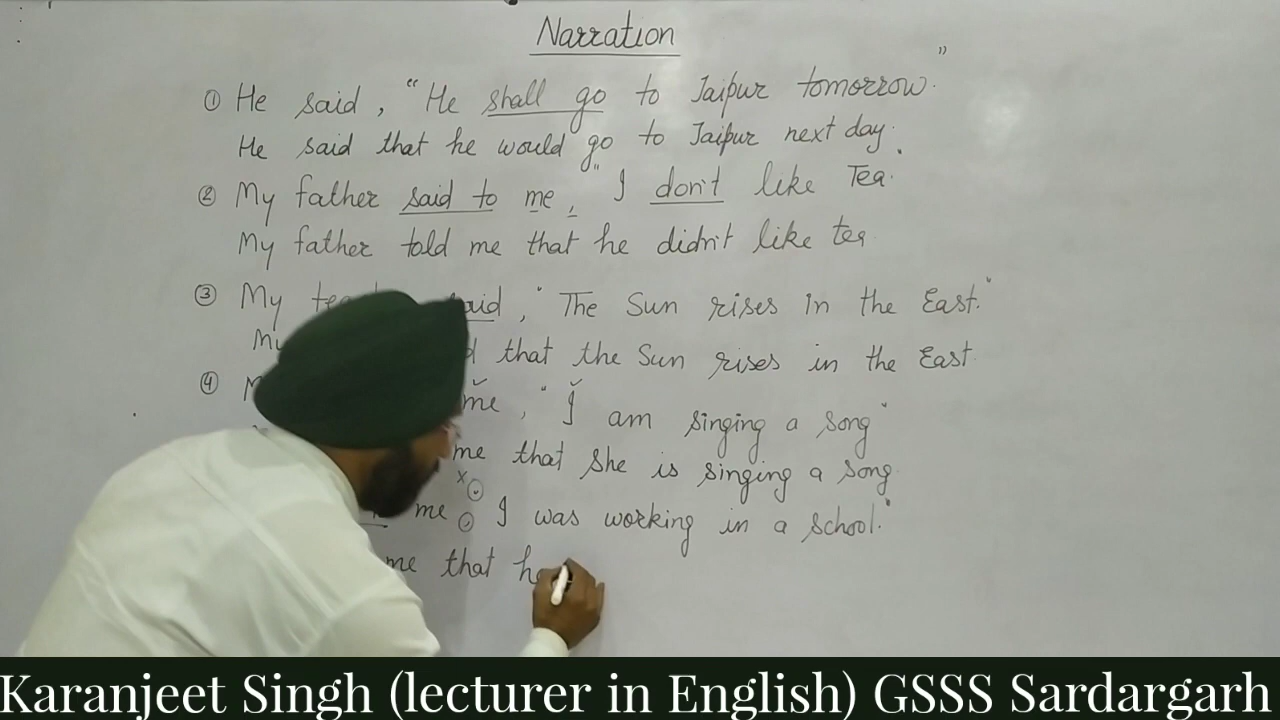 Narration
① He said, "He shall go to Jaipur tomorrow."
He said that he would go to Jaipur next day.
② My father said to me, "I don't like Tea."
My father told me that he didn't like tea
③ My said, "The Sun rises In the East."
My that the Sun rises in the East.
④ me, "I am singing a song"
me that she is singing a song.
me I was working in a school."
me that
Karanjeet Singh (lecturer in English) GSSS Sardargarh